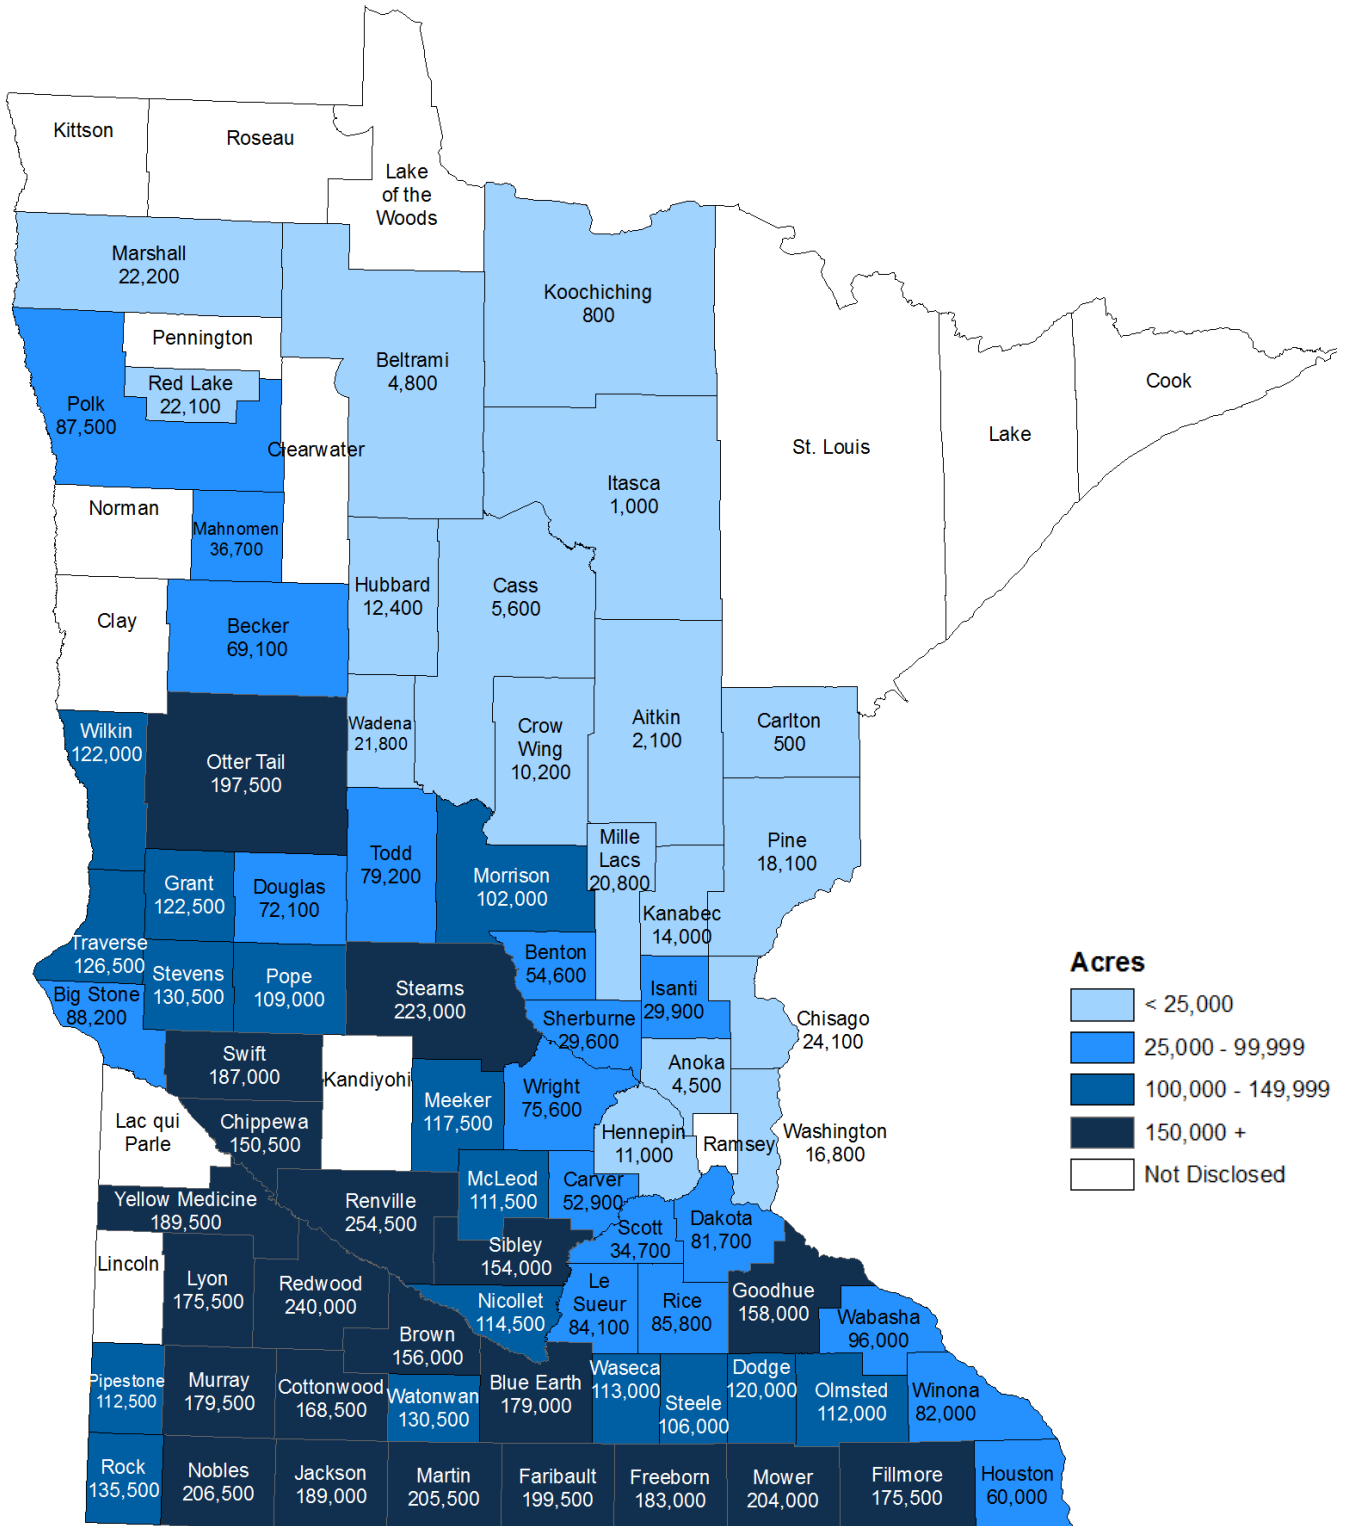 Kittson
Roseau
Lake
of the
Woods
Marshall
22,200
Koochiching
800
Pennington
Beltrami
4,800
Red Lake
22,100
Polk
87,500
Clearwater
St. Louis
Lake
Cook
Itasca
1,000
Norman
Mahnomen
36,700
Hubbard
12,400
Cass
5,600
Clay
Becker
69,100
Wilkin
122,000
Otter Tail
197,500
Wadena
21,800
Crow
Wing
10,200
Aitkin
2,100
Carlton
500
Todd
79,200
Mille
Lacs
20,800
Pine
18,100
Grant
122,500
Douglas
72,100
Morrison
102,000
Kanabec
14,000
Traverse
126,500
Stevens
130,500
Pope
109,000
Stearns
223,000
Benton
54,600
Isanti
29,900
Big Stone
88,200
Sherburne
29,600
Chisago
24,100
Swift
187,000
Kandiyohi
Anoka
4,500
Wright
75,600
Meeker
117,500
Lac qui
Parle
Chippewa
150,500
Hennepin
11,000
Ramsey
Washington
16,800
Yellow Medicine
189,500
Renville
254,500
McLeod
111,500
Carver
52,900
Scott
34,700
Dakota
81,700
Sibley
154,000
Lincoln
Lyon
175,500
Redwood
240,000
Nicollet
114,500
Le
Sueur
84,100
Rice
85,800
Goodhue
158,000
Wabasha
96,000
Brown
156,000
Pipestone
112,500
Murray
179,500
Cottonwood
168,500
Watonwan
130,500
Blue Earth
179,000
Waseca
113,000
Steele
106,000
Dodge
120,000
Olmsted
112,000
Winona
82,000
Rock
135,500
Nobles
206,500
Jackson
189,000
Martin
205,500
Faribault
199,500
Freeborn
183,000
Mower
204,000
Fillmore
175,500
Houston
60,000
Acres
< 25,000
25,000 - 99,999
100,000 - 149,999
150,000 +
Not Disclosed